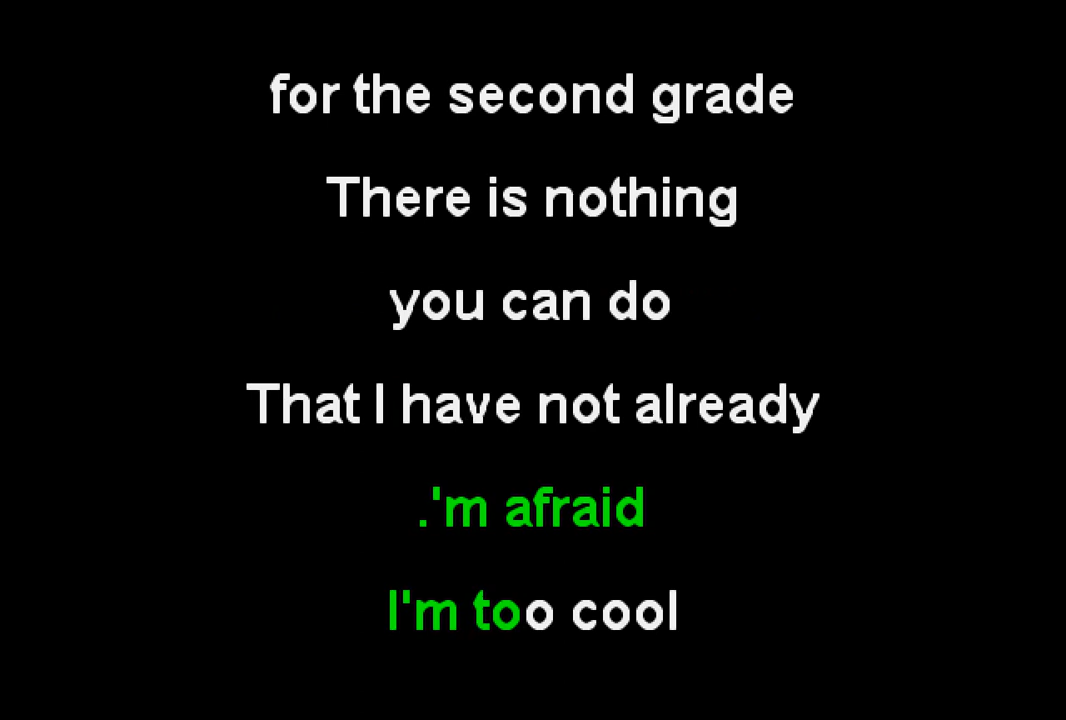 for the second grade
There is nothing
you can do
That I have not already
.'m afraid
I'm too cool